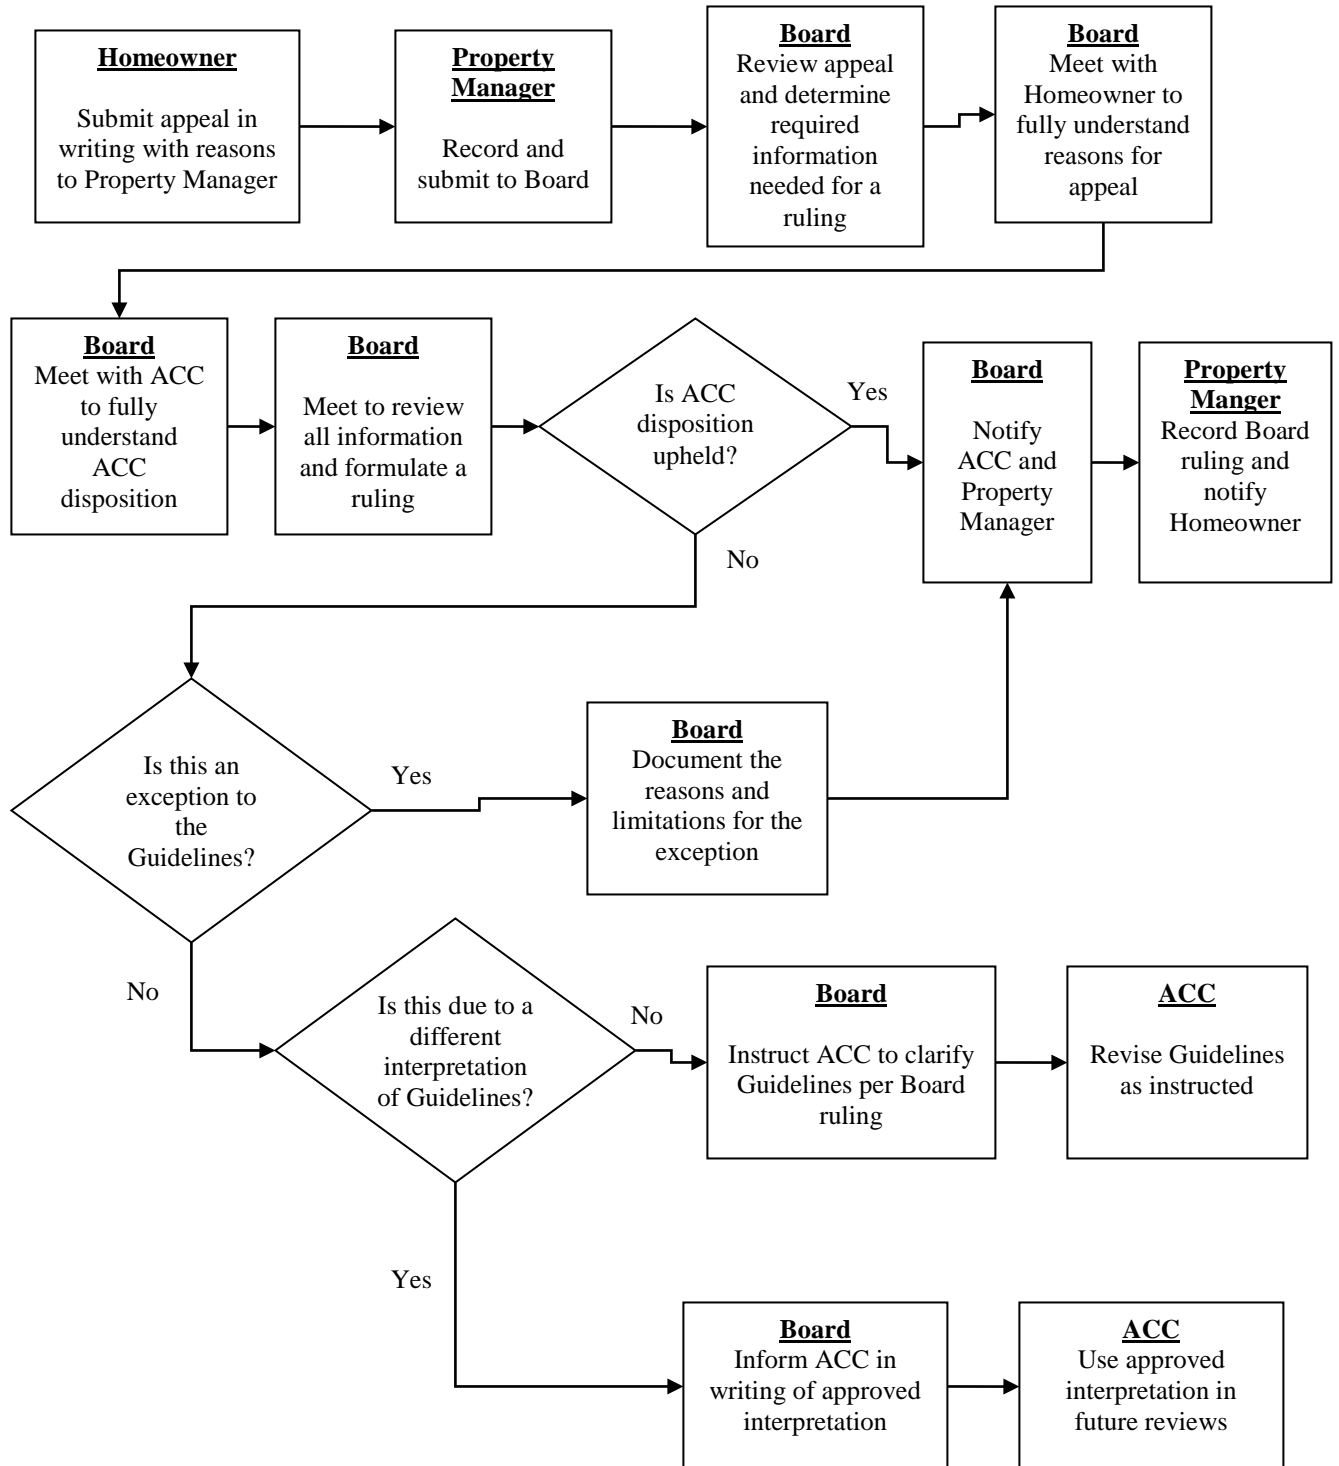 Homeowner
Submit appeal in
writing with reasons
to Property Manager
Property
Manager
Record and
submit to Board
Board
Review appeal
and determine
required
information
needed for a
ruling
Board
Meet with
Homeowner to
fully understand
reasons for
appeal
Board
Meet with ACC
to fully
understand
ACC
disposition
Board
Meet to review
all information
and formulate a
ruling
Is ACC
disposition
upheld?
Yes
No
Board
Notify
ACC and
Property
Manager
Property
Manger
Record Board
ruling and
notify
Homeowner
Is this an
exception to
the
Guidelines?
Yes
No
Board
Document the
reasons and
limitations for the
exception
Is this due to a
different
interpretation
of Guidelines?
No
Yes
Board
Instruct ACC to clarify
Guidelines per Board
ruling
ACC
Revise Guidelines
as instructed
Board
Inform ACC in
writing of approved
interpretation
ACC
Use approved
interpretation in
future reviews